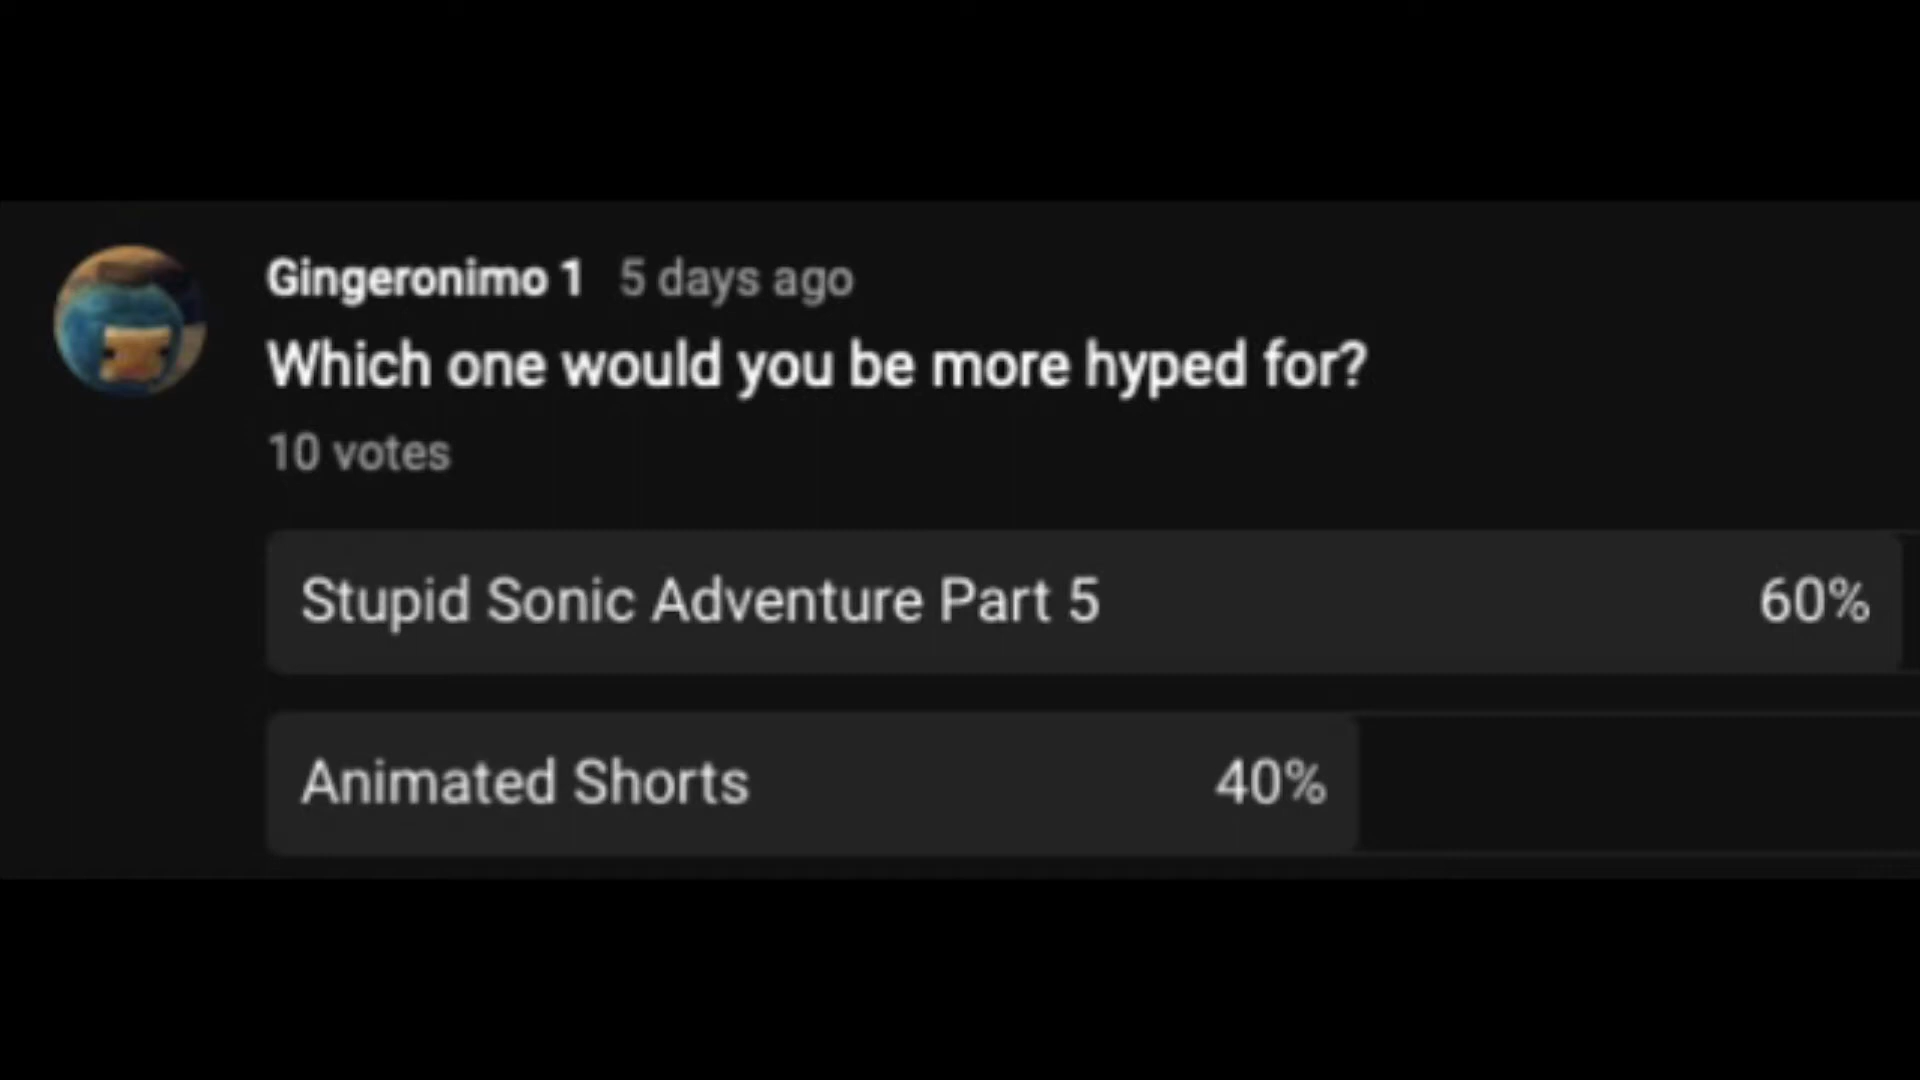 Gingeronimo 1 5 days ago
Which one would you be more hyped for?
10 votes
Stupid Sonic Adventure Part 5 60%
Animated Shorts 40%